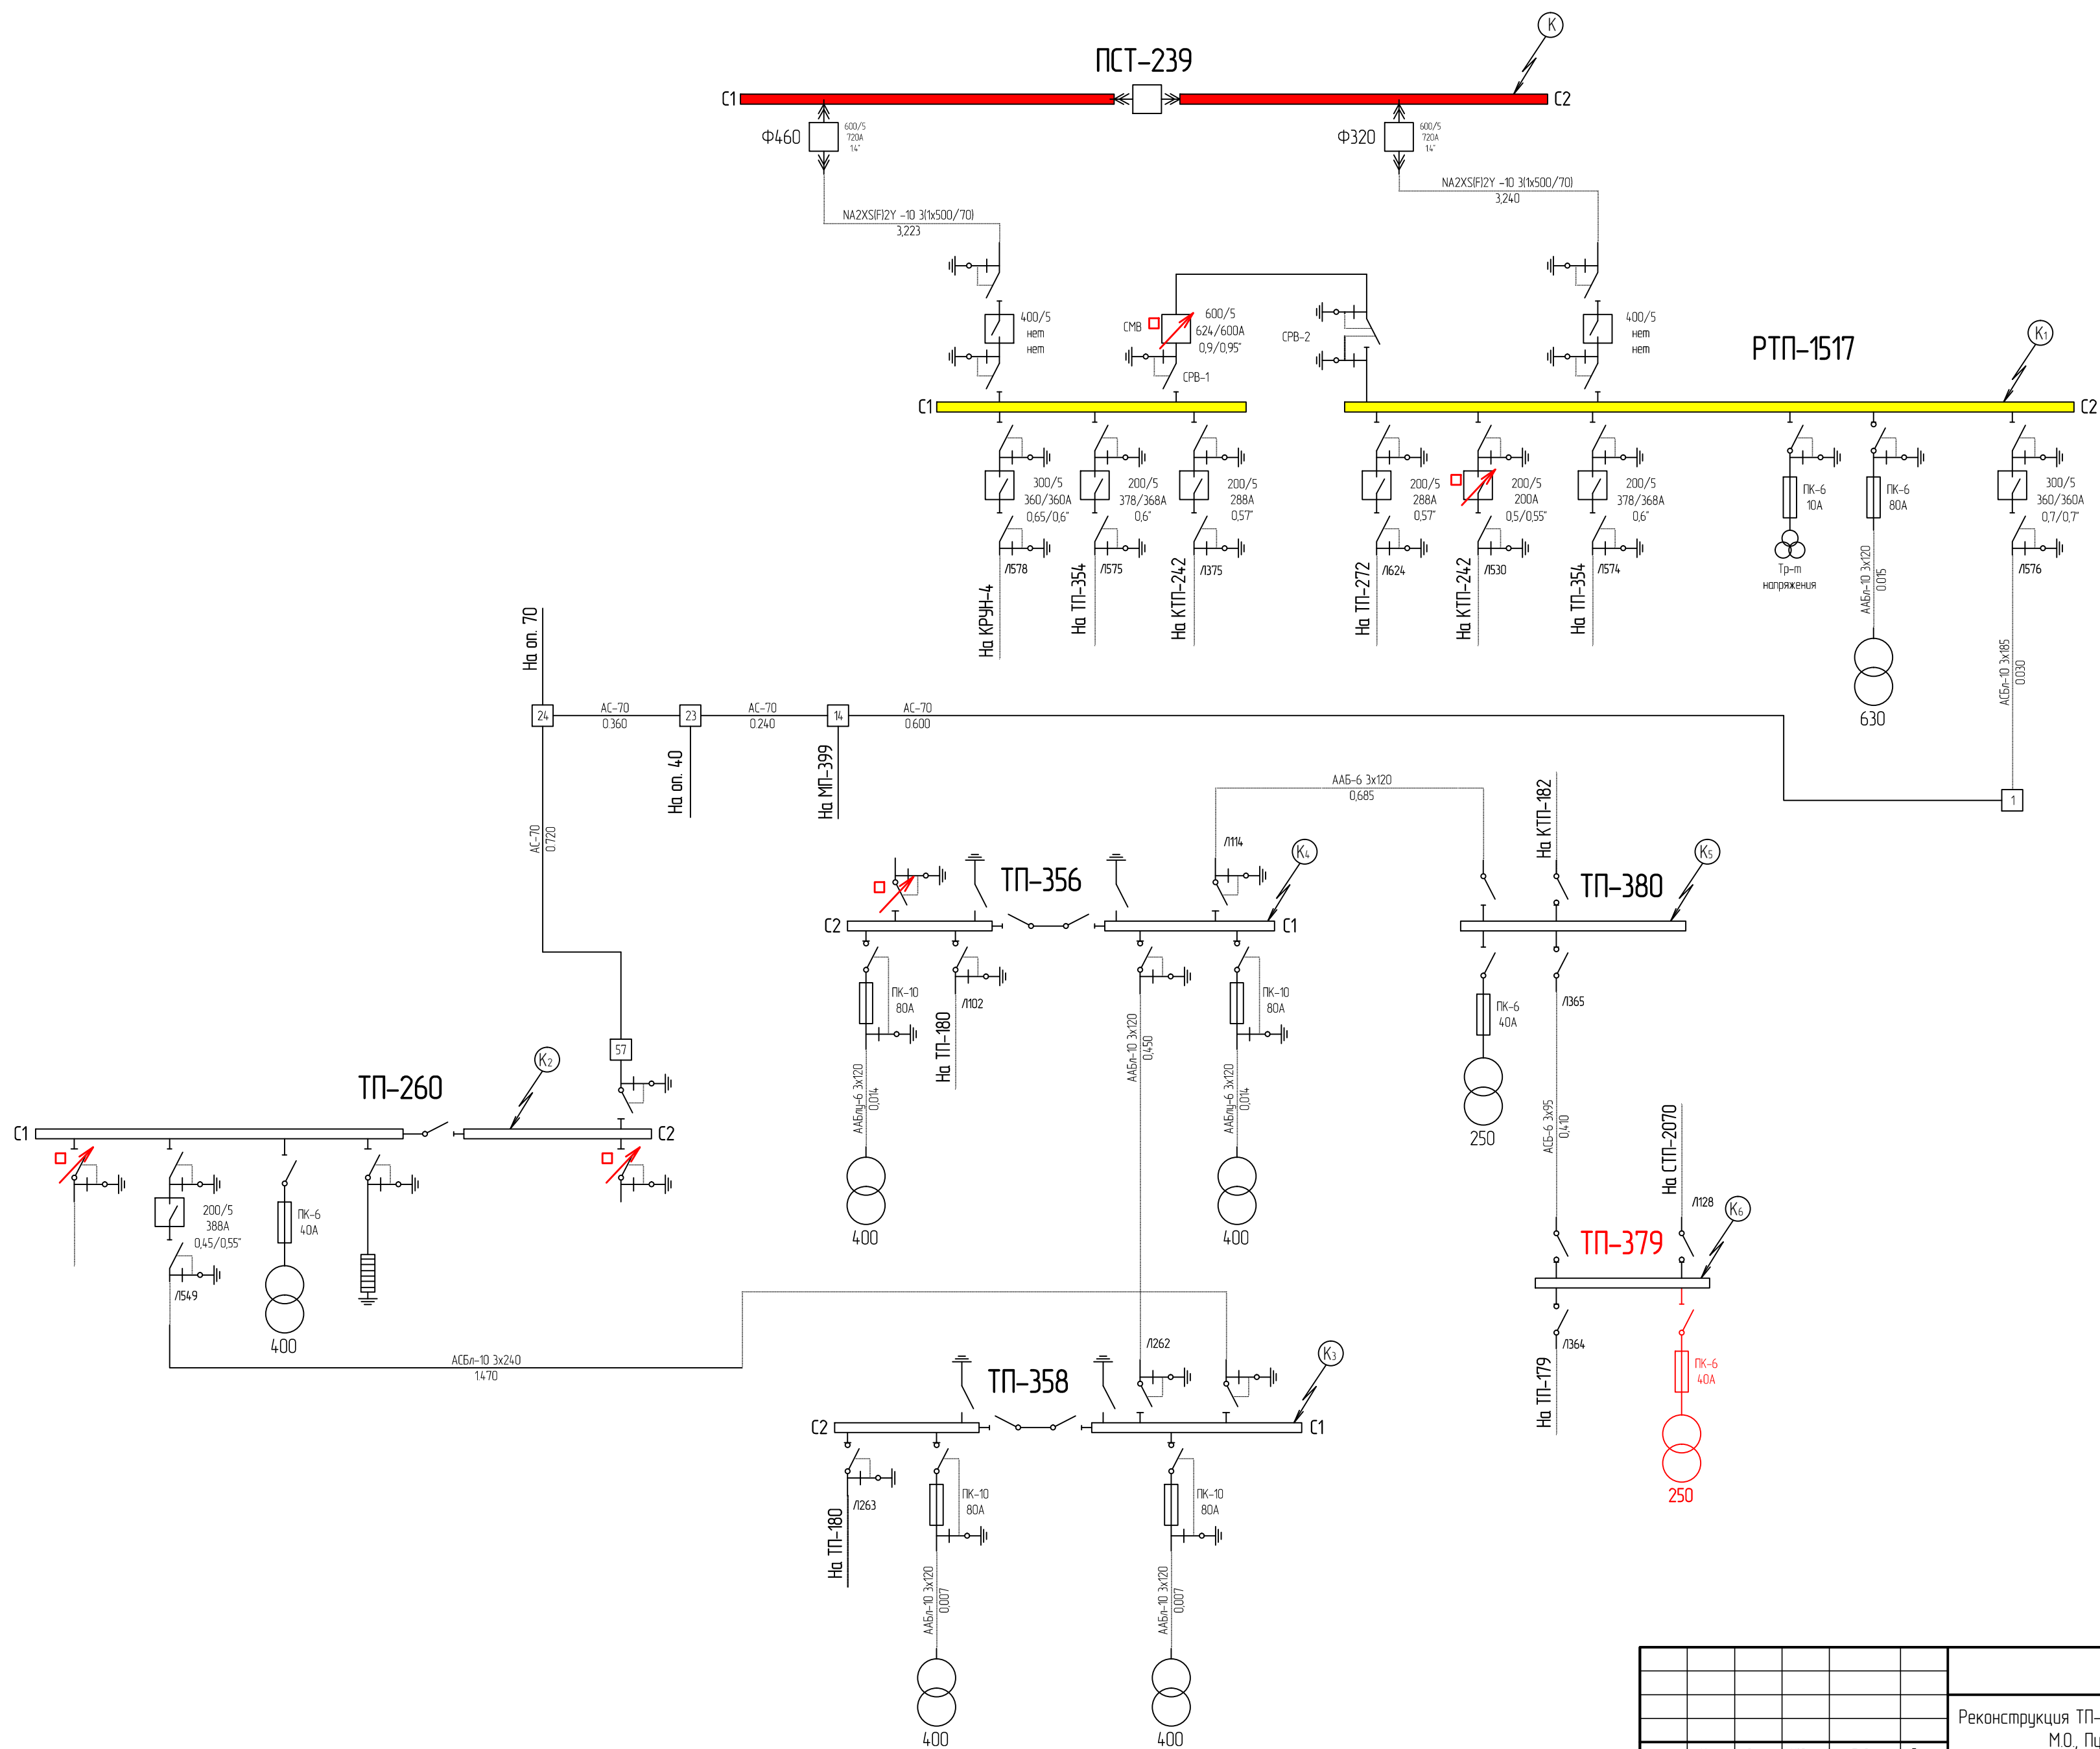 К
ПСТ-239
С1
С2
Ф460
600/5
720А
1.4"
Ф320
600/5
720А
1.4"
NA2XS(F)2Y -10 3(1х500/70)
3,240
NA2XS(F)2Y -10 3(1х500/70)
3,223
400/5
нет
нет
СМВ
600/5
624/600А
0,9/0,95"
СРВ-1
СРВ-2
400/5
нет
нет
РТП-1517
К1
С1
С2
300/5
360/360А
0,65/0,6"
200/5
378/368А
0,6"
200/5
288А
0,57"
200/5
288А
0,57"
200/5
200А
0,5/0,55"
200/5
378/368А
0,6"
ПК-6
10А
ПК-6
80А
300/5
360/360А
0,7/0,7"
Л578
Л575
Л375
Л624
Л530
Л574
Тр-т
напряжения
Л576
На КРУН-4
На ТП-354
На КТП-242
На ТП-272
На КТП-242
На ТП-354
ААБл-10 3х120
0.015
АСБл-10 3х185
0.030
630
На оп. 70
24
АС-70
0.360
23
АС-70
0.240
14
АС-70
0.600
На оп. 40
На МП-399
1
АС-70
0.720
ААБ-6 3х120
0,685
На КТП-182
Л114
К4
К5
ТП-356
ТП-380
С2
С1
ПК-10
80А
Л102
На ТП-180
ААБл-10 3х120
0,450
ПК-10
80А
ПК-6
40А
Л365
ААБлу-6 3х120
0,014
ААБлу-6 3х120
0,014
400
400
250
АСБ-6 3х95
0,410
На СТП-2070
57
К2
ТП-260
С1
С2
200/5
388А
0,45/0,55"
ПК-6
40А
Л549
400
Л128
К6
ТП-379
Л364
На ТП-179
ПК-6
40А
250
АСБл-10 3х240
1.470
Л262
К3
ТП-358
С2
С1
Л263
На ТП-180
ПК-10
80А
ПК-10
80А
ААБл-10 3х120
0,007
ААБл-10 3х120
0,007
400
400
Реконструкция ТП-
М.О., Пу